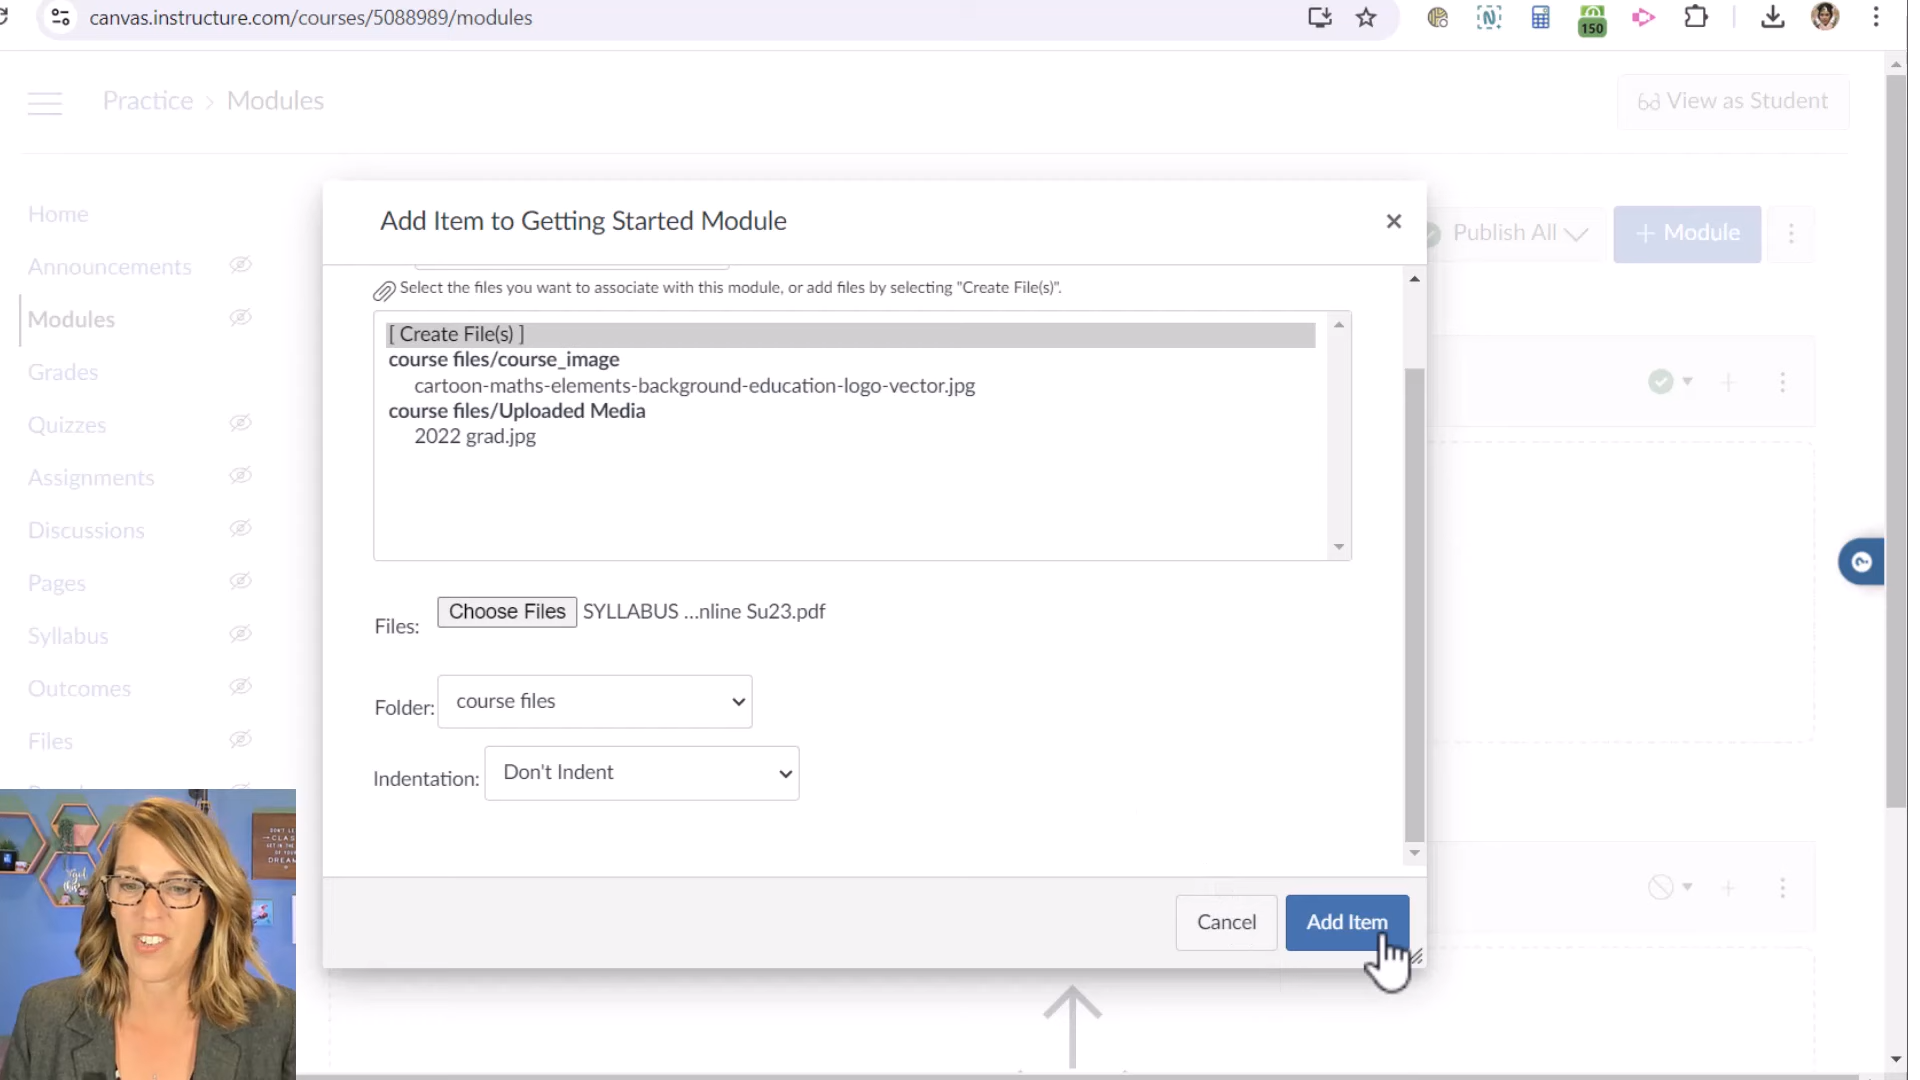 canvas.instructure.com/courses/5088989/modules
150
Practice > Modules
View as Student
Home
Announcements
Modules
Grades
Quizzes
Assignments
Discussions
Pages
Syllabus
Outcomes
Files
Publish All
+ Module
Add Item to Getting Started Module
Select the files you want to associate with this module, or add files by selecting "Create File(s)".
[ Create File(s) ]
course files/course_image
cartoon-maths-elements-background-education-logo-vector.jpg
course files/Uploaded Media
2022 grad.jpg
Files: Choose Files SYLLABUS ...nline Su23.pdf
Folder: course files
Indentation: Don't Indent
Cancel
Add Item